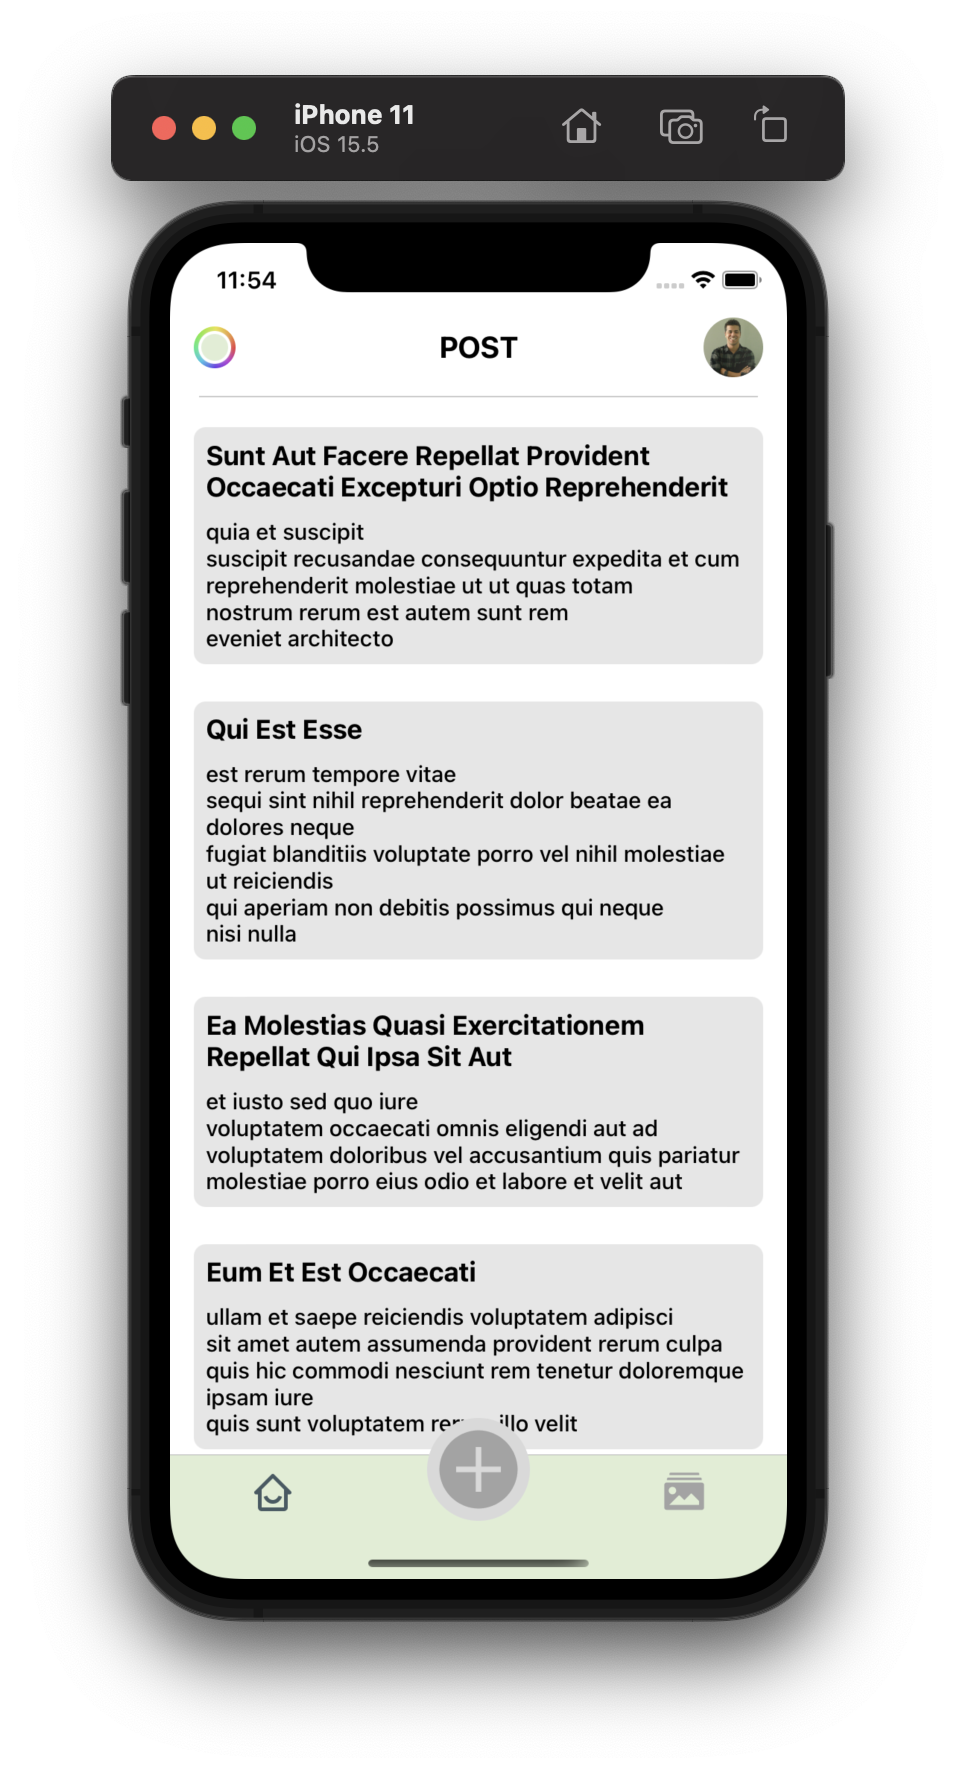 iPhone 11
iOS 15.5
11:54
POST
Sunt Aut Facere Repellat Provident
Occaecati Excepturi Optio Reprehenderit
quia et suscipit
suscipit recusandae consequuntur expedita et cum
reprehenderit molestiae ut ut quas totam
nostrum rerum est autem sunt rem
eveniet architecto
Qui Est Esse
est rerum tempore vitae
sequi sint nihil reprehenderit dolor beatae ea
dolores neque
fugiat blanditiis voluptate porro vel nihil molestiae
ut reiciendis
qui aperiam non debitis possimus qui neque
nisi nulla
Ea Molestias Quasi Exercitationem
Repellat Qui Ipsa Sit Aut
et iusto sed quo iure
voluptatem occaecati omnis eligendi aut ad
voluptatem doloribus vel accusantium quis pariatur
molestiae porro eius odio et labore et velit aut
Eum Et Est Occaecati
ullam et saepe reiciendis voluptatem adipisci
sit amet autem assumenda provident rerum culpa
quis hic commodi nesciunt rem tenetur doloremque
ipsam iure
quis sunt voluptatem velit